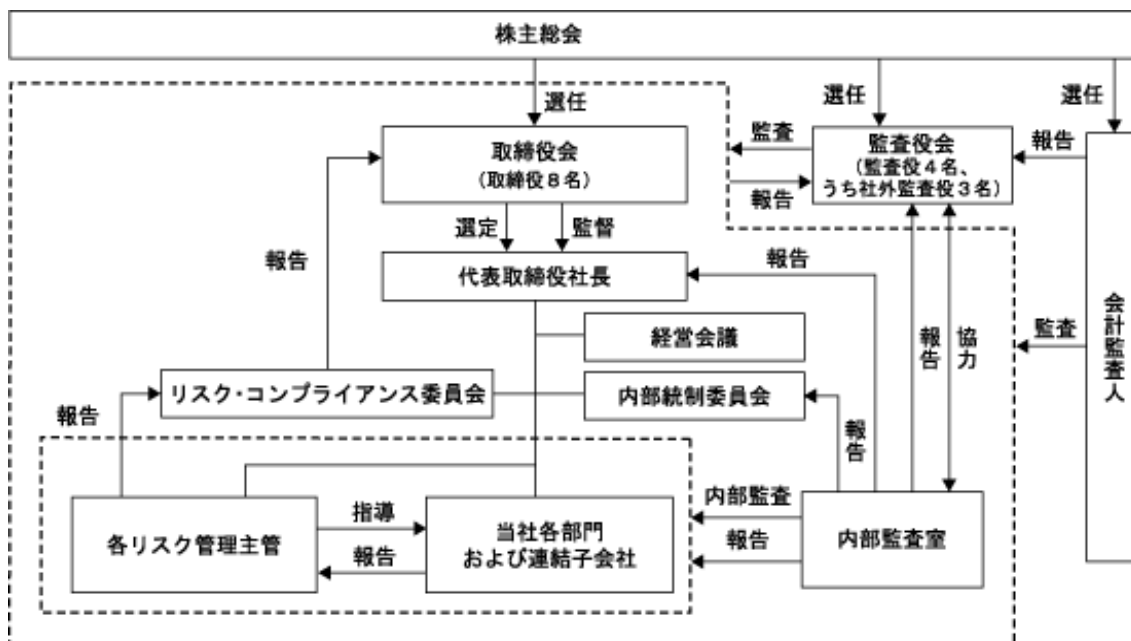 株主総会
選任
選任
選任
取締役会
(取締役8名)
監査
報告
監査役会
(監査役4名、
うち社外監査役3名)
報告
選定
監督
報告
代表取締役社長
報告
経営会議
報告
協力
監査
会計監査人
リスク・コンプライアンス委員会
内部統制委員会
報告
報告
各リスク管理主管
指導
報告
当社各部門
および連結子会社
内部監査
報告
内部監査室